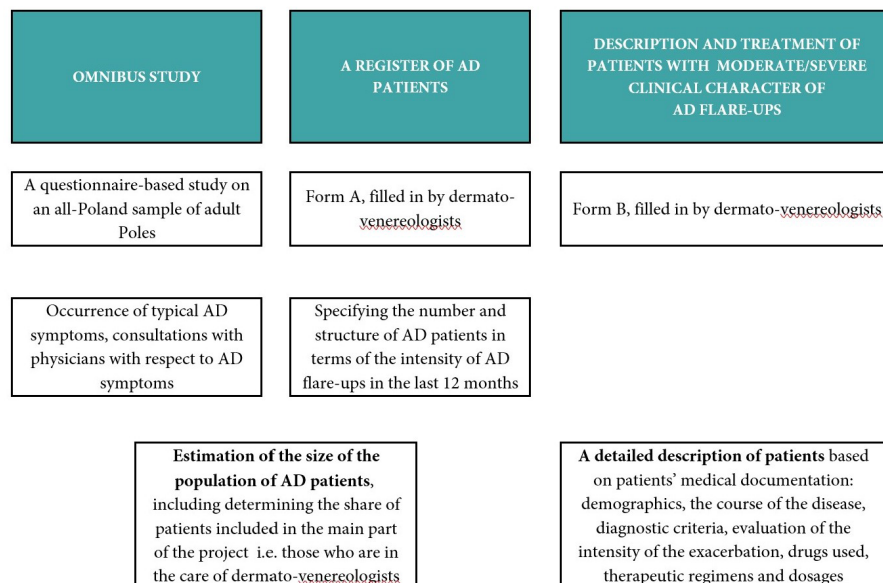 OMNIBUS STUDY
A REGISTER OF AD
PATIENTS
DESCRIPTION AND TREATMENT OF
PATIENTS WITH MODERATE/SEVERE
CLINICAL CHARACTER OF
AD FLARE-UPS
A questionnaire-based study on
an all-Poland sample of adult
Poles
Form A, filled in by dermato-
venereologists
Form B, filled in by dermato-venereologists
Occurrence of typical AD
symptoms, consultations with
physicians with respect to AD
symptoms
Specifying the number and
structure of AD patients in
terms of the intensity of AD
flare-ups in the last 12 months
Estimation of the size of the
population of AD patients,
including determining the share of
patients included in the main part
of the project i.e. those who are in
the care of dermato-venereologists
A detailed description of patients based
on patients' medical documentation:
demographics, the course of the disease,
diagnostic criteria, evaluation of the
intensity of the exacerbation, drugs used,
therapeutic regimens and dosages